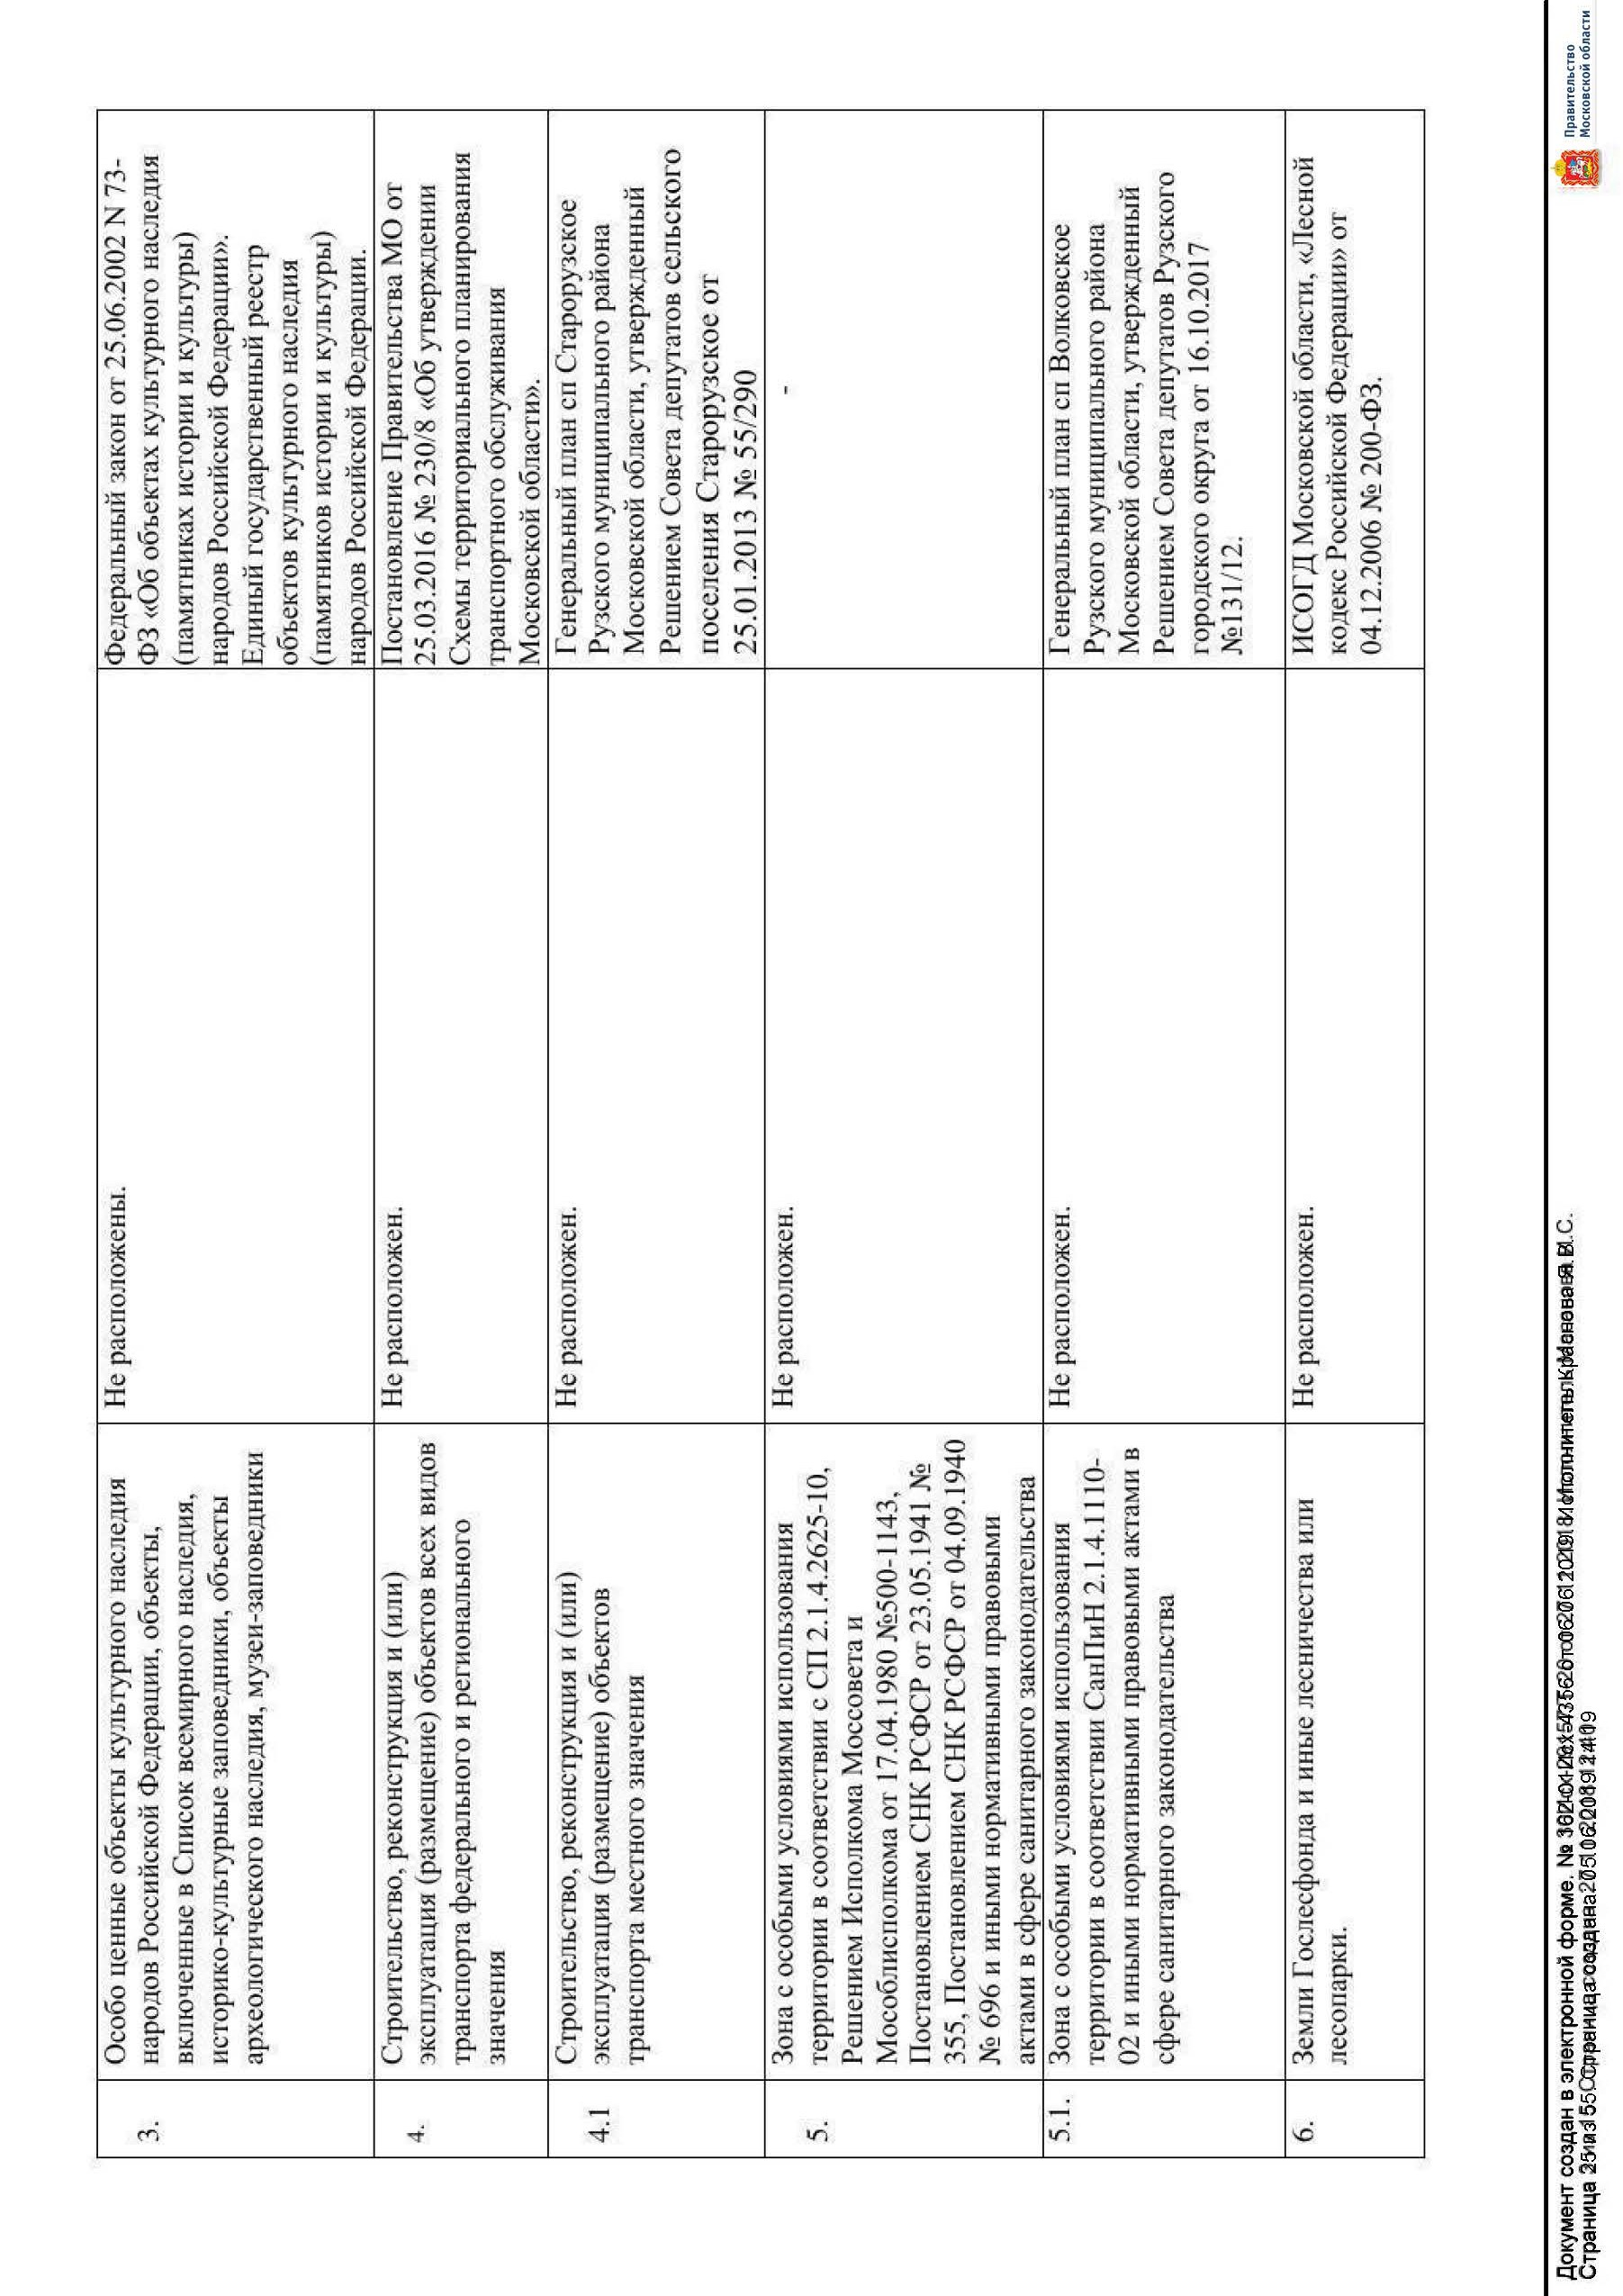 3.
Особо ценные объекты культурного наследия
народов Российской Федерации, объекты,
включенные в Список всемирного наследия,
историко-культурные заповедники, объекты
археологического наследия, музеи-заповедники
Не расположены.
Федеральный закон от 25.06.2002 N 73-
ФЗ «Об объектах культурного наследия
(памятниках истории и культуры)
народов Российской Федерации».
Единый государственный реестр
объектов культурного наследия
(памятников истории и культуры)
народов Российской Федерации.
4.
Строительство, реконструкция и (или)
эксплуатация (размещение) объектов всех видов
транспорта федерального и регионального
значения
Не расположен.
Постановление Правительства МО от
25.03.2016 № 230/8 «Об утверждении
Схемы территориального планирования
транспортного обслуживания
Московской области».
4.1
Строительство, реконструкция и (или)
эксплуатация (размещение) объектов
транспорта местного значения
Не расположен.
Генеральный план сп Старорузское
Рузского муниципального района
Московской области, утвержденный
Решением Совета депутатов сельского
поселения Старорузское от
25.01.2013 № 55/290
5.
Зона с особыми условиями использования
территории в соответствии с СП 2.1.4.2625-10,
Решением Исполкома Моссовета и
Мособлисполкома от 17.04.1980 №500-1143,
Постановлением СНК РСФСР от 23.05.1941 №
355, Постановлением СНК РСФСР от 04.09.1940
№ 696 и иными нормативными правовыми
актами в сфере санитарного законодательства
Не расположен.
-
5.1.
Зона с особыми условиями использования
территории в соответствии СанПиН 2.1.4.1110-
02 и иными нормативными правовыми актами в
сфере санитарного законодательства
Не расположен.
Генеральный план сп Волковское
Рузского муниципального района
Московской области, утвержденный
Решением Совета депутатов Рузского
городского округа от 16.10.2017
№131/12.
6.
Земли Гослесфонда и иные лесничества или
лесопарки.
Не расположен.
ИСОГД Московской области, «Лесной
кодекс Российской Федерации» от
04.12.2006 № 200-ФЗ.
Документ создан в электронной форме. №
Страница
Правительство
Московской области